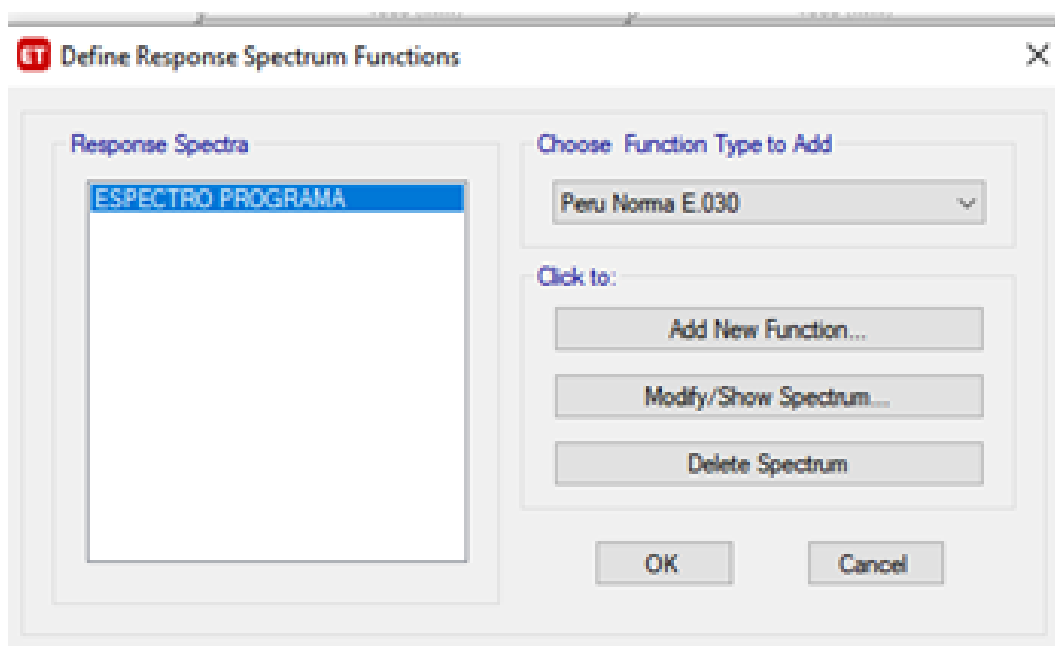 ET Define Response Spectrum Functions
Response Spectra
ESPECTRO PROGRAMA
Choose Function Type to Add
Peru Norma E.030
Click to:
Add New Function...
Modify/Show Spectrum...
Delete Spectrum
OK
Cancel